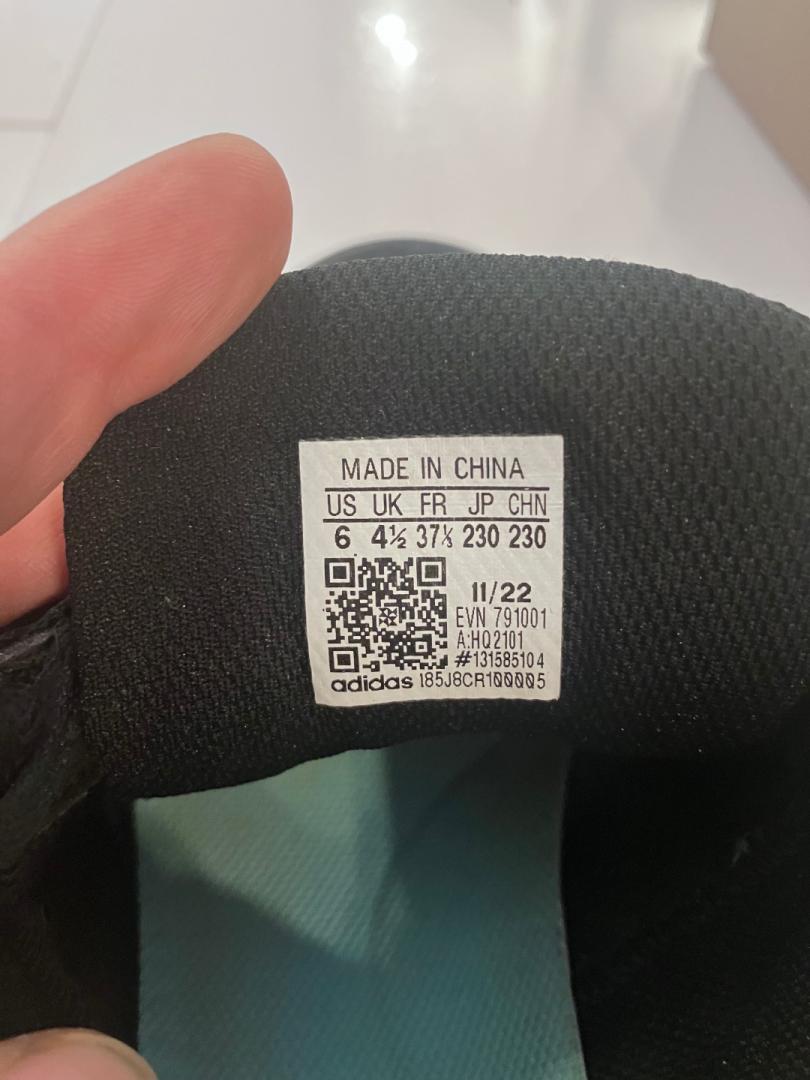 MADE IN CHINA
US UK FR JP CHN
6 4½ 37⅓ 230 230
11/22
EVN 791001
A:HQ2101
#131585104
adidas 185J8CR100005